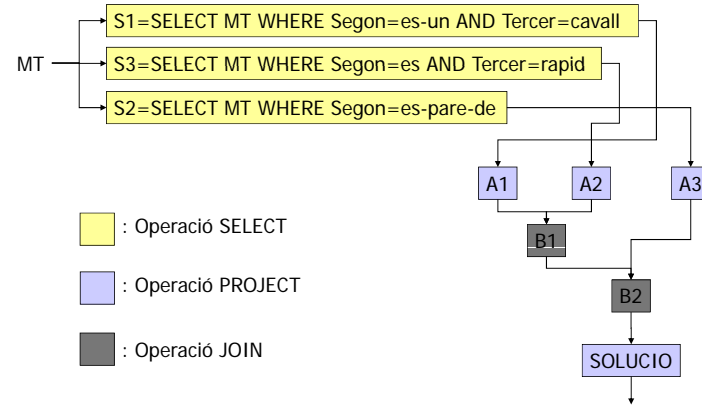 S1=SELECT MT WHERE Segon=es-un AND Tercer=cavall
MT
S3=SELECT MT WHERE Segon=es AND Tercer=rapid
S2=SELECT MT WHERE Segon=es-pare-de
A1
A2
A3
: Operació SELECT
B1
: Operació PROJECT
B2
: Operació JOIN
SOLUCIO